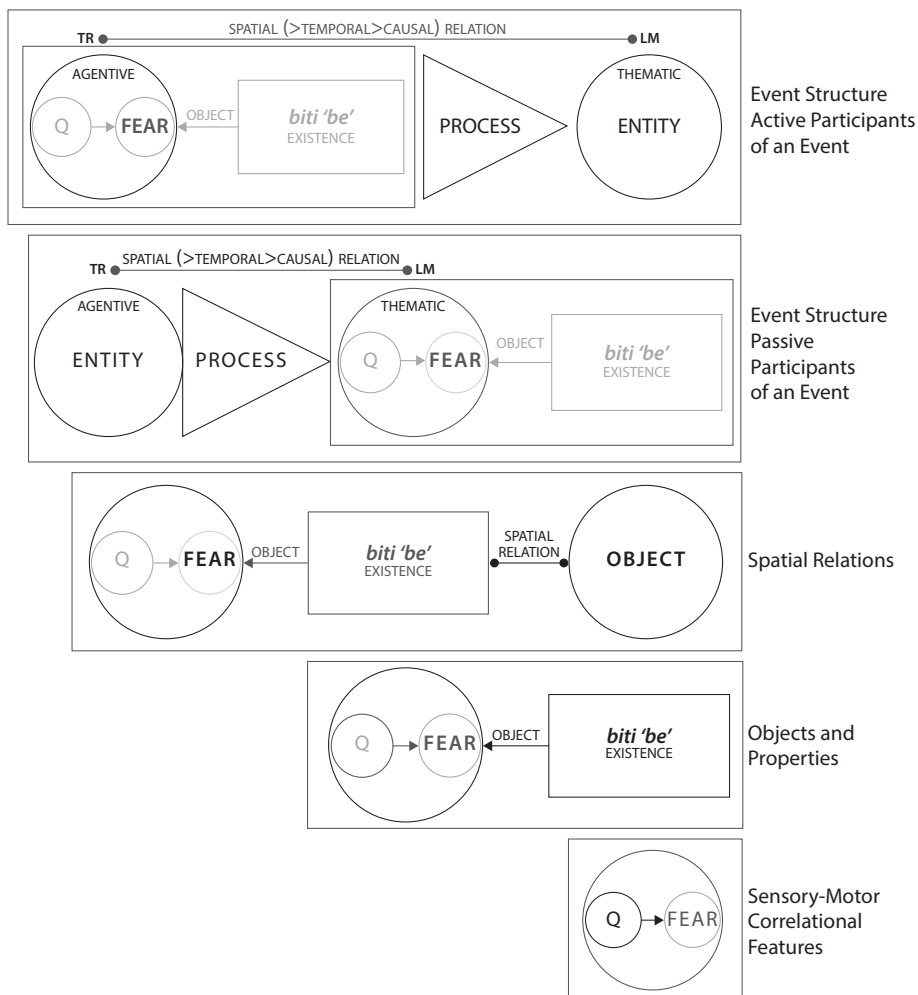 SPATIAL (>TEMPORAL>CAUSAL) RELATION
TR
LM
AGENTIVE
THEMATIC
Q
FEAR
OBJECT
biti 'be'
EXISTENCE
PROCESS
ENTITY
Event Structure
Active Participants
of an Event
SPATIAL (>TEMPORAL>CAUSAL) RELATION
TR
LM
AGENTIVE
THEMATIC
ENTITY
PROCESS
Q
FEAR
OBJECT
biti 'be'
EXISTENCE
Event Structure
Passive
Participants
of an Event
Q
FEAR
OBJECT
biti 'be'
EXISTENCE
SPATIAL
RELATION
OBJECT
Spatial Relations
Q
FEAR
OBJECT
biti 'be'
EXISTENCE
Objects and
Properties
Q
FEAR
Sensory-Motor
Correlational
Features